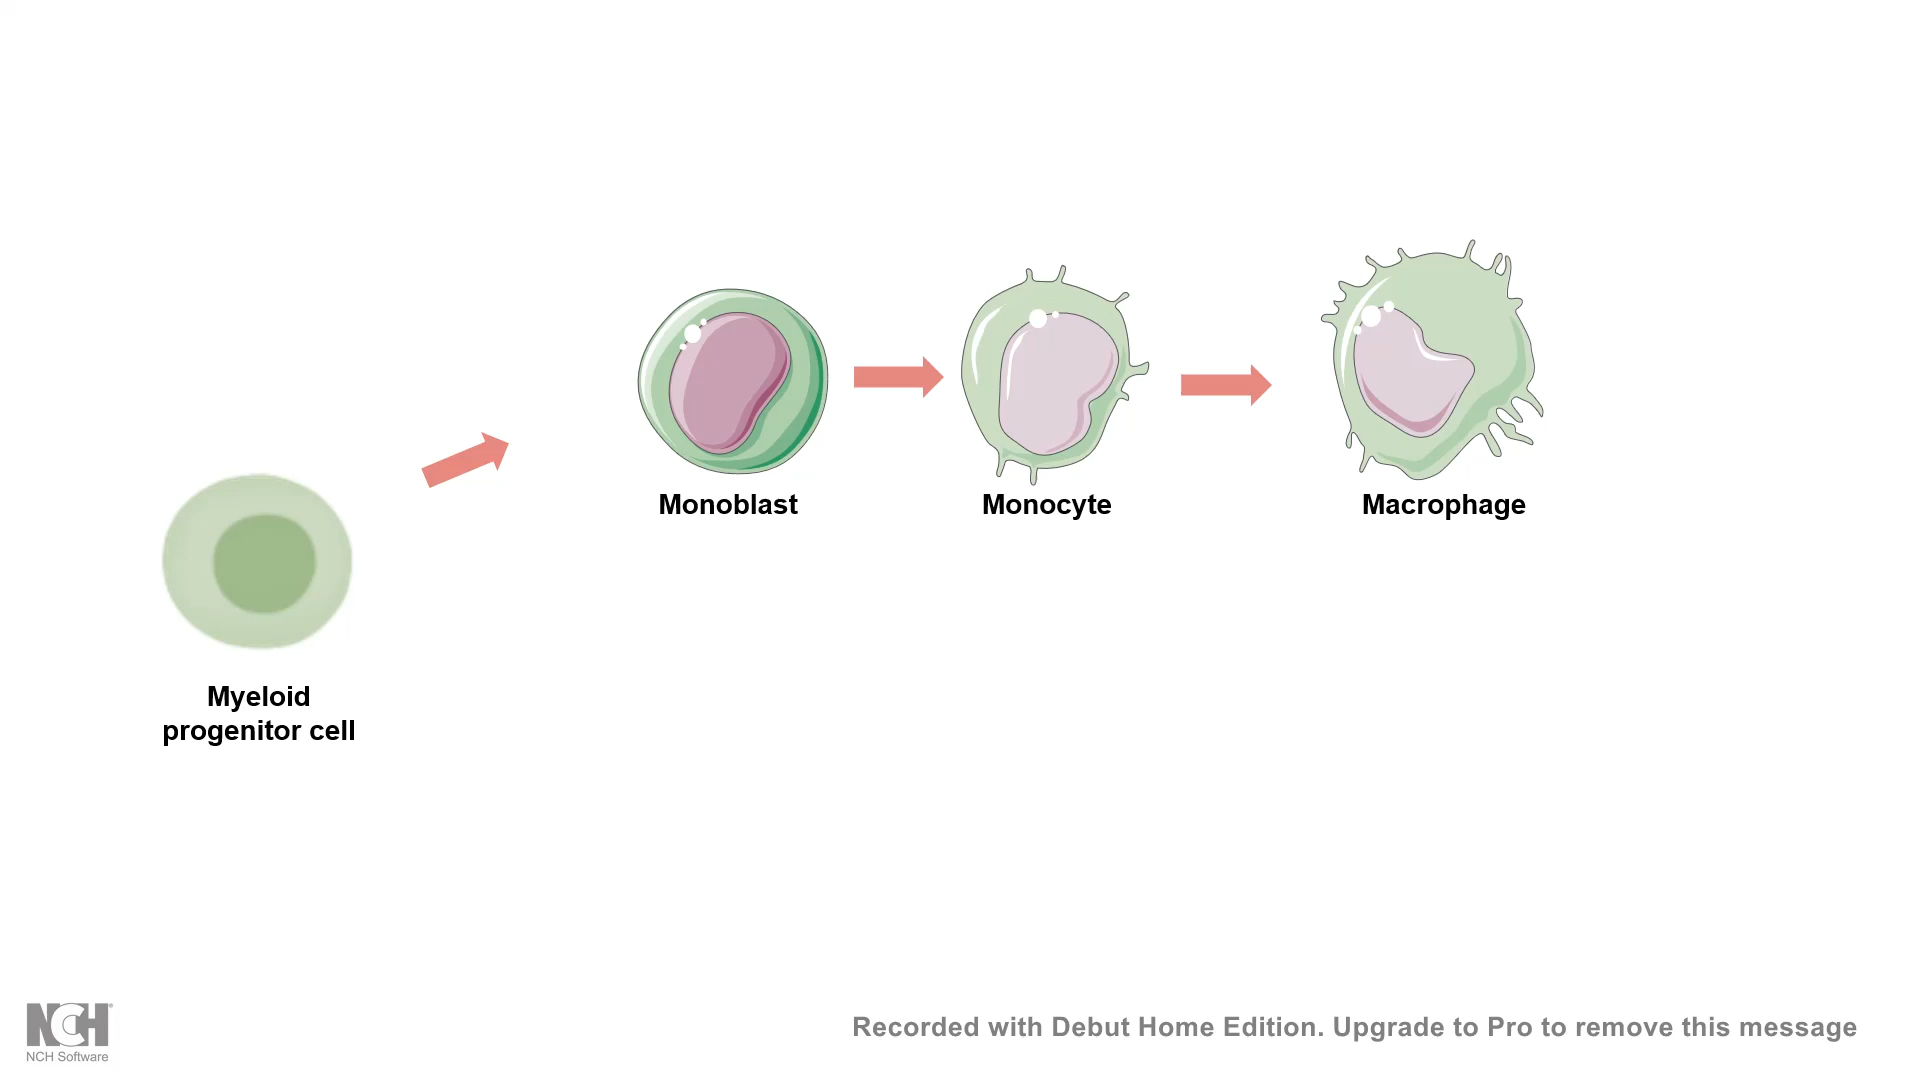 Monoblast
Monocyte
Macrophage
Myeloid
progenitor cell
NCH
NCH Software
Recorded with Debut Home Edition. Upgrade to Pro to remove this message